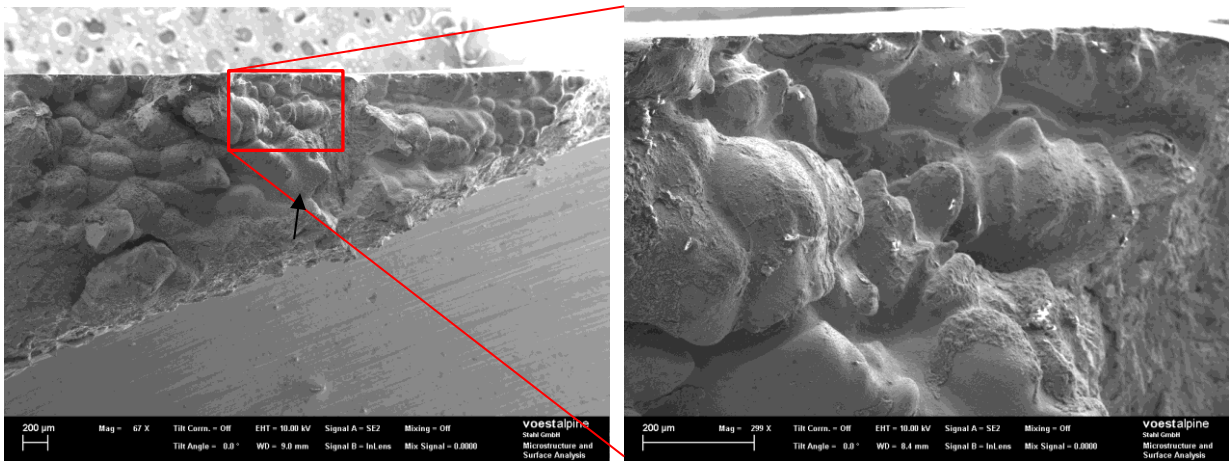 200 µm
Mag = 67 X
Tilt Corrn. = Off
EHT = 10.00 kV
Signal A = SE2
Mixing = Off
Tilt Angle = 0.0 °
WD = 9.0 mm
Signal B = InLens
Mix Signal = 0.0000
voestalpine
Stahl GmbH
Microstructure and
Surface Analysis
200 µm
Mag = 299 X
Tilt Corrn. = Off
EHT = 10.00 kV
Signal A = SE2
Mixing = Off
Tilt Angle = 0.0 °
WD = 8.4 mm
Signal B = InLens
Mix Signal = 0.0000
voestalpine
Stahl GmbH
Microstructure and
Surface Analysis